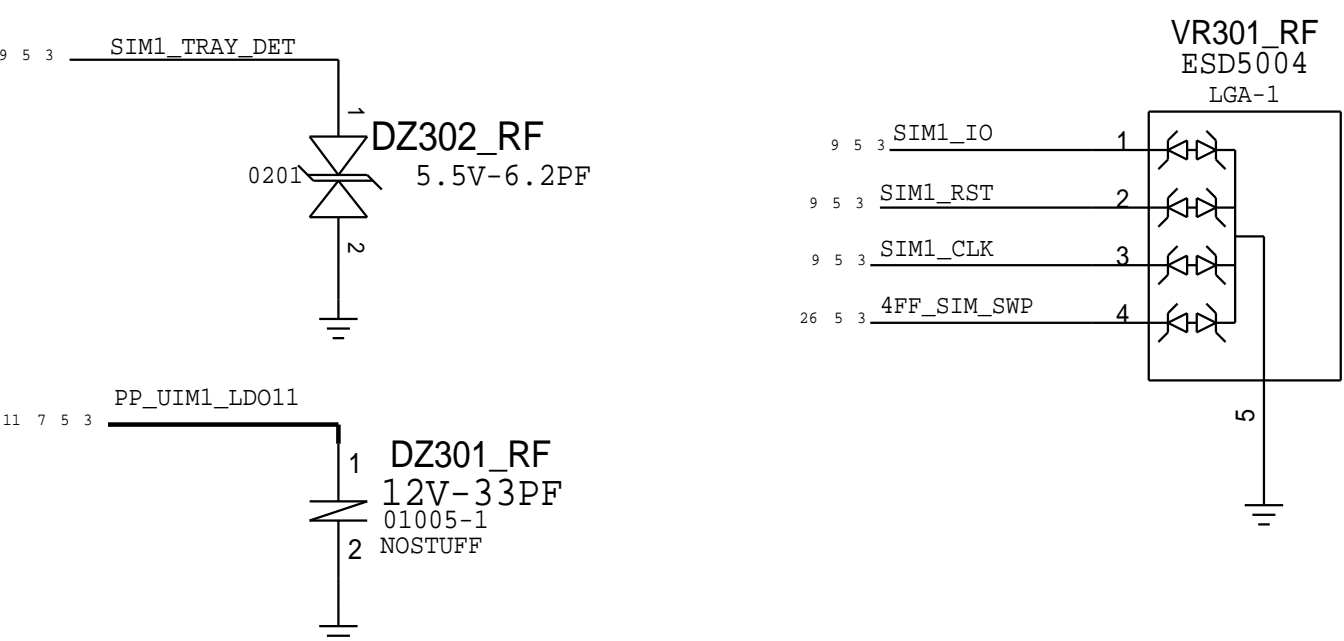 9 5 3 SIM1_TRAY_DET
1
DZ302_RF
0201 5.5V-6.2PF
2
PP_UIM1_LDO11
11 7 5 3
1 DZ301_RF
12V-33PF
01005-1
2 NOSTUFF
VR301_RF
ESD5004
LGA-1
9 5 3 SIM1_IO 1
9 5 3 SIM1_RST 2
9 5 3 SIM1_CLK 3
26 5 3 4FF_SIM_SWP 4
5